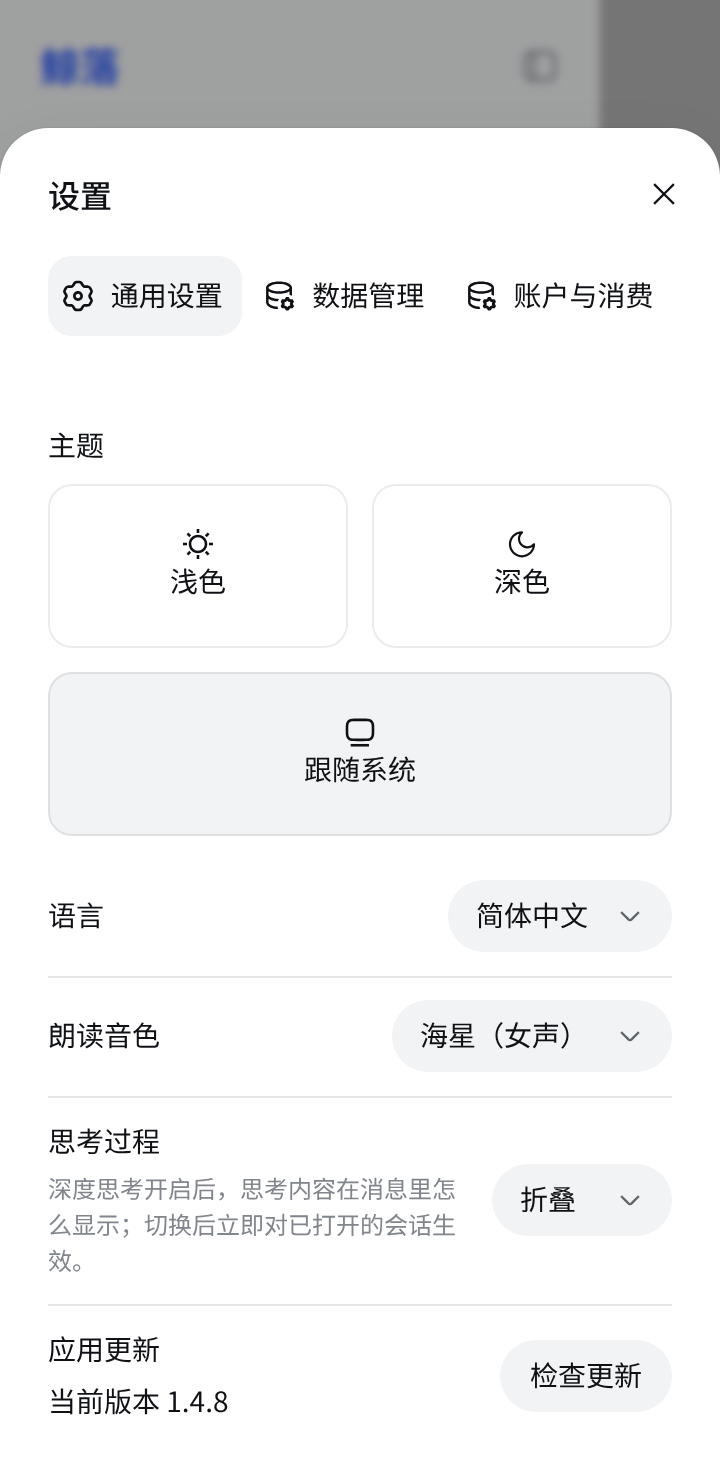 鲸落
设置
通用设置
数据管理
账户与消费
主题
浅色
深色
跟随系统
语言
简体中文
朗读音色
海星（女声）
思考过程
深度思考开启后，思考内容在消息里怎
么显示；切换后立即对已打开的会话生
效。
折叠
应用更新
当前版本 1.4.8
检查更新